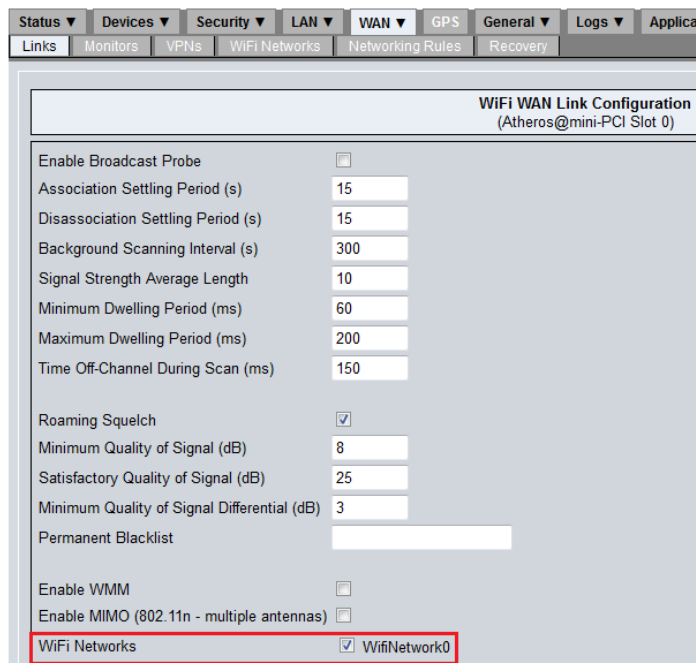 Status ▼ Devices ▼ Security ▼ LAN ▼ WAN ▼ GPS General ▼ Logs ▼ Applica
Links Monitors VPNs WiFi Networks Networking Rules Recovery
WiFi WAN Link Configuration
(Atheros@mini-PCI Slot 0)
Enable Broadcast Probe
Association Settling Period (s) 15
Disassociation Settling Period (s) 15
Background Scanning Interval (s) 300
Signal Strength Average Length 10
Minimum Dwelling Period (ms) 60
Maximum Dwelling Period (ms) 200
Time Off-Channel During Scan (ms) 150
Roaming Squelch
Minimum Quality of Signal (dB) 8
Satisfactory Quality of Signal (dB) 25
Minimum Quality of Signal Differential (dB) 3
Permanent Blacklist
Enable WMM
Enable MIMO (802.11n - multiple antennas)
WiFi Networks WifiNetwork0